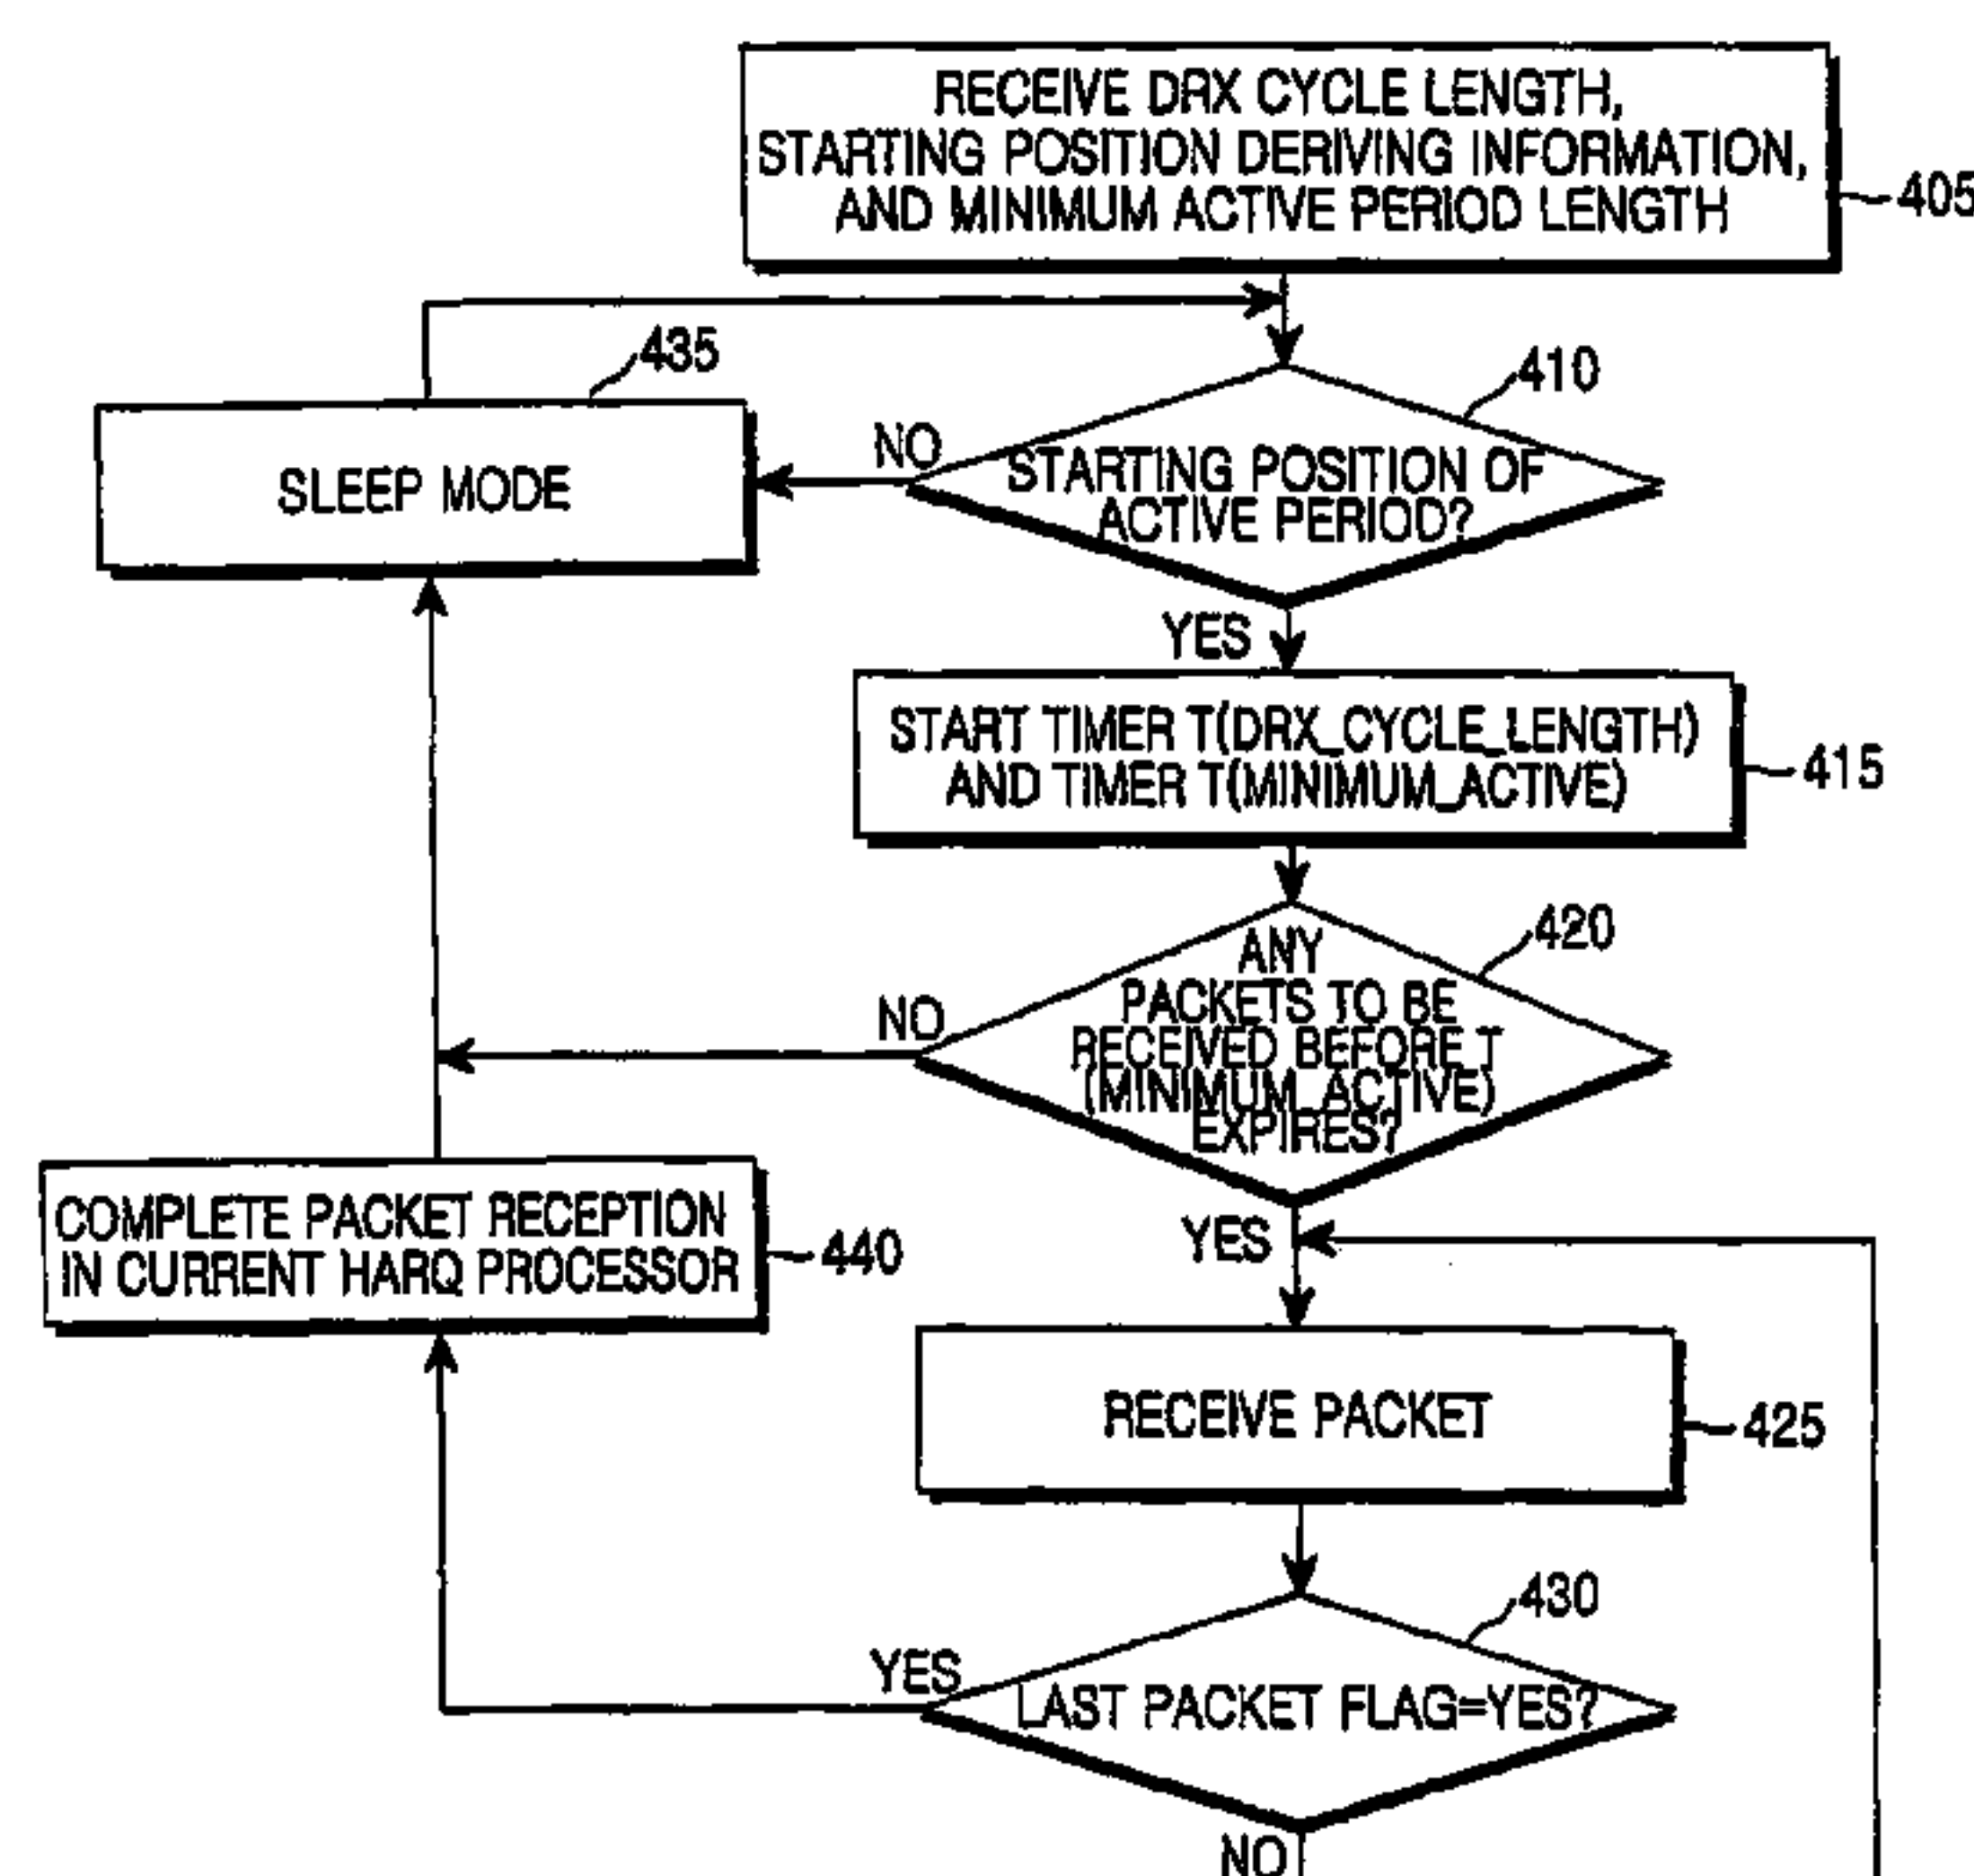 RECEIVE DRX CYCLE LENGTH,
STARTING POSITION DERIVING INFORMATION,
AND MINIMUM ACTIVE PERIOD LENGTH
405
435
410
NO
SLEEP MODE
STARTING POSITION OF
ACTIVE PERIOD?
YES
START TIMER T(DRX_CYCLE_LENGTH)
AND TIMER T(MINIMUM_ACTIVE)
415
420
ANY
PACKETS TO BE
RECEIVED BEFORE T
(MINIMUM_ACTIVE)
EXPIRES?
NO
COMPLETE PACKET RECEPTION
IN CURRENT HARQ PROCESSOR
440
YES
RECEIVE PACKET
425
430
YES
LAST PACKET FLAG=YES?
NO